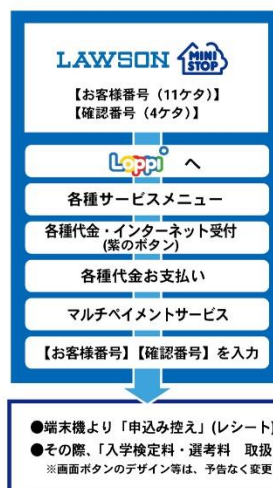 LAWSON MINI STOP
【お客様番号（11ケタ）】
【確認番号（4ケタ）】
Loppi へ
各種サービスメニュー
各種代金・インターネット受付
(紫のボタン)
各種代金お支払い
マルチペイメントサービス
【お客様番号】【確認番号】を入力
●端末機より「申込み控え」(レシート)
●その際、「入学検定料・選考料　取扱
※画面ボタンのデザイン等は、予告なく変更